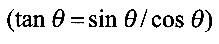 (tan θ = sin θ/cos θ)